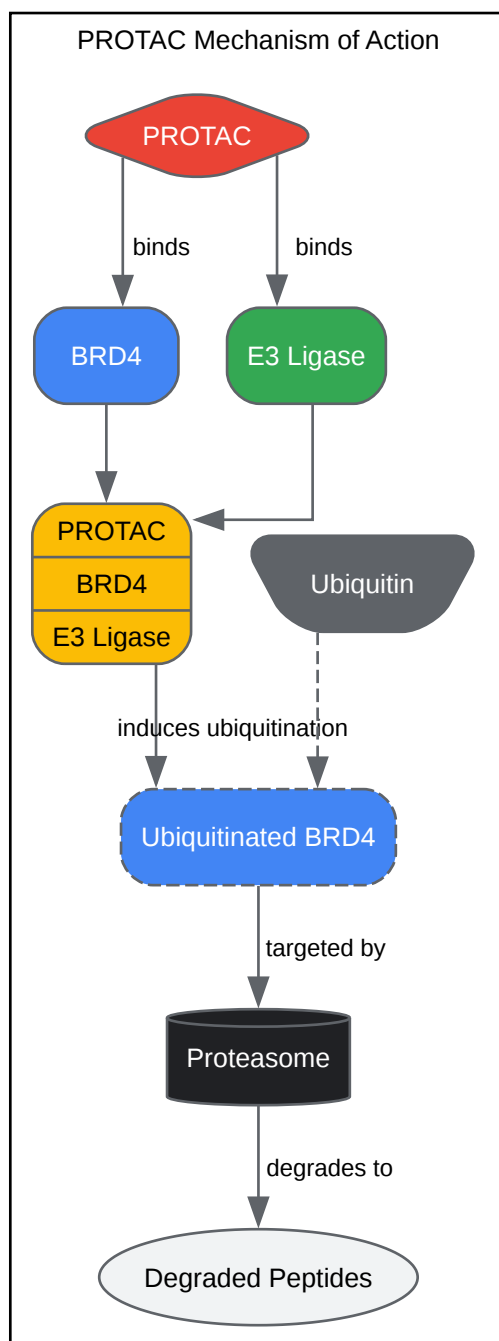 PROTAC Mechanism of Action
PROTAC
binds
binds
BRD4
E3 Ligase
PROTAC
BRD4
E3 Ligase
Ubiquitin
induces ubiquitination
Ubiquitinated BRD4
targeted by
Proteasome
degrades to
Degraded Peptides